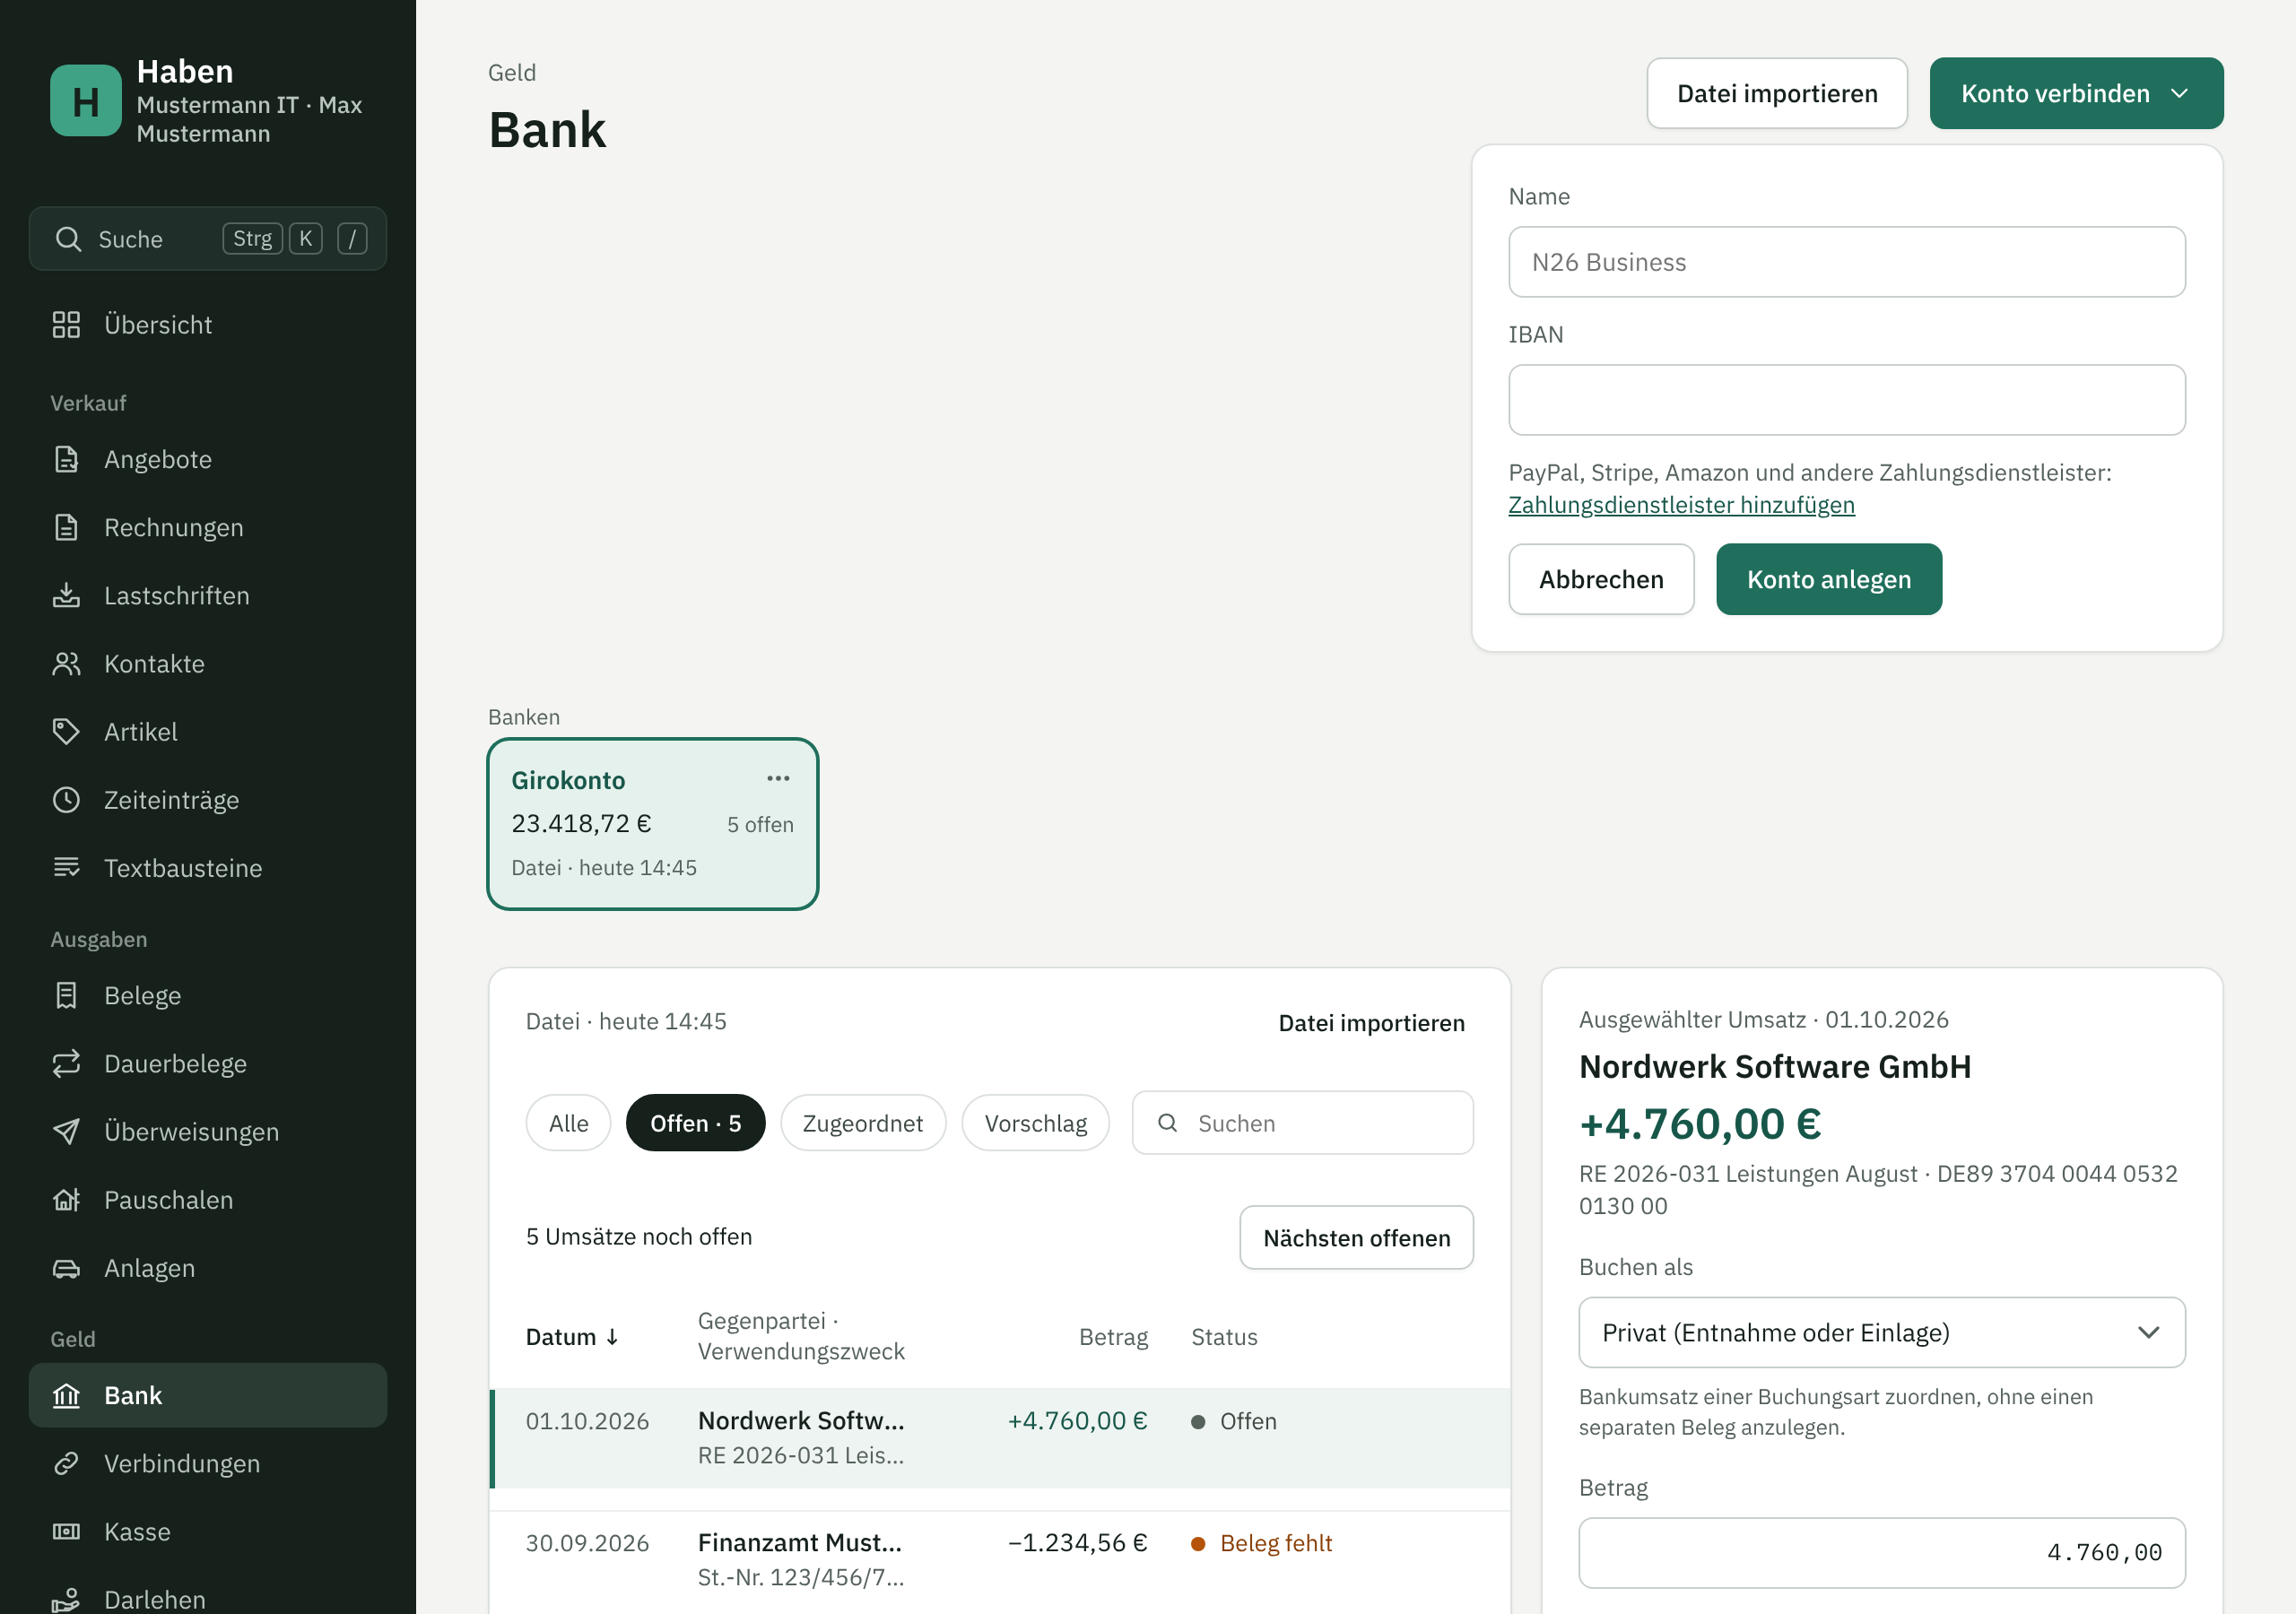 H
Haben
Mustermann IT · Max
Mustermann
Suche
Strg K /
Übersicht
Verkauf
Angebote
Rechnungen
Lastschriften
Kontakte
Artikel
Zeiteinträge
Textbausteine
Ausgaben
Belege
Dauerbelege
Überweisungen
Pauschalen
Anlagen
Geld
Bank
Verbindungen
Kasse
Darlehen
Geld
Bank
Datei importieren
Konto verbinden
Name
N26 Business
IBAN
PayPal, Stripe, Amazon und andere Zahlungsdienstleister:
Zahlungsdienstleister hinzufügen
Abbrechen
Konto anlegen
Banken
Girokonto
23.418,72 € 5 offen
Datei · heute 14:45
Datei · heute 14:45
Datei importieren
Alle
Offen · 5
Zugeordnet
Vorschlag
Suchen
5 Umsätze noch offen
Nächsten offenen
Datum ↓
Gegenpartei ·
Verwendungszweck
Betrag
Status
01.10.2026 Nordwerk Softw... +4.760,00 € Offen
RE 2026-031 Leis...
30.09.2026 Finanzamt Must... −1.234,56 € Beleg fehlt
St.-Nr. 123/456/7...
Ausgewählter Umsatz · 01.10.2026
Nordwerk Software GmbH
+4.760,00 €
RE 2026-031 Leistungen August · DE89 3704 0044 0532
0130 00
Buchen als
Privat (Entnahme oder Einlage)
Bankumsatz einer Buchungsart zuordnen, ohne einen
separaten Beleg anzulegen.
Betrag
4.760,00